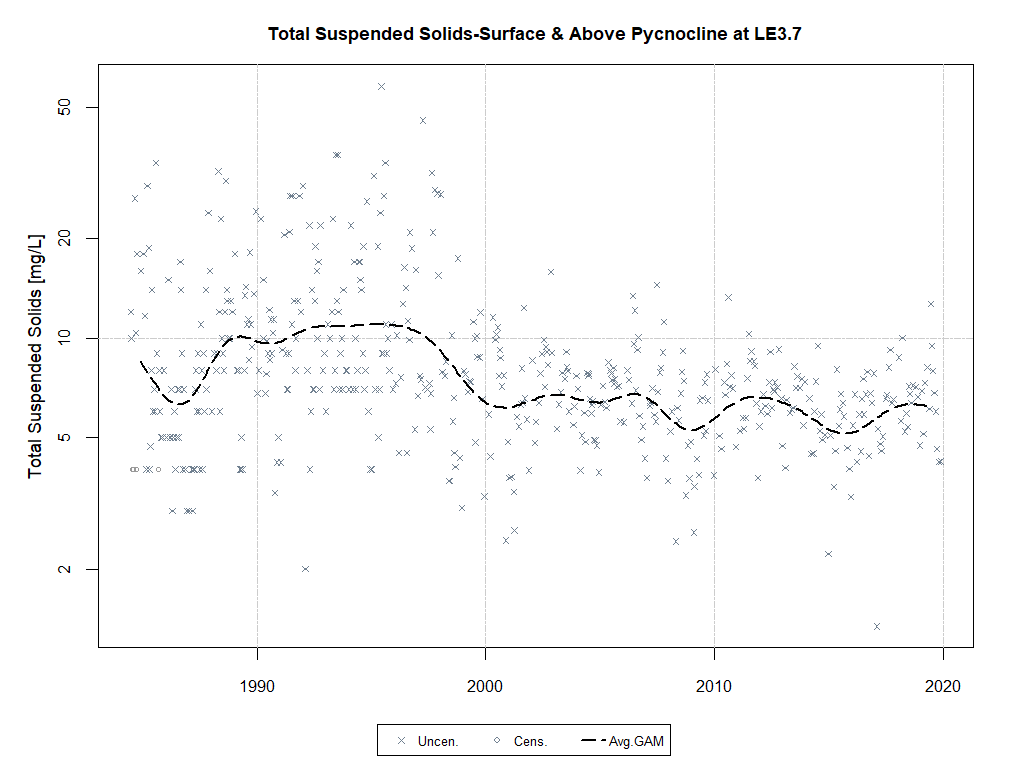 Total Suspended Solids-Surface & Above Pycnocline at LE3.7
Total Suspended Solids [mg/L]
50
20
10
5
2
1990
2000
2010
2020
Uncen.
Cens.
Avg.GAM